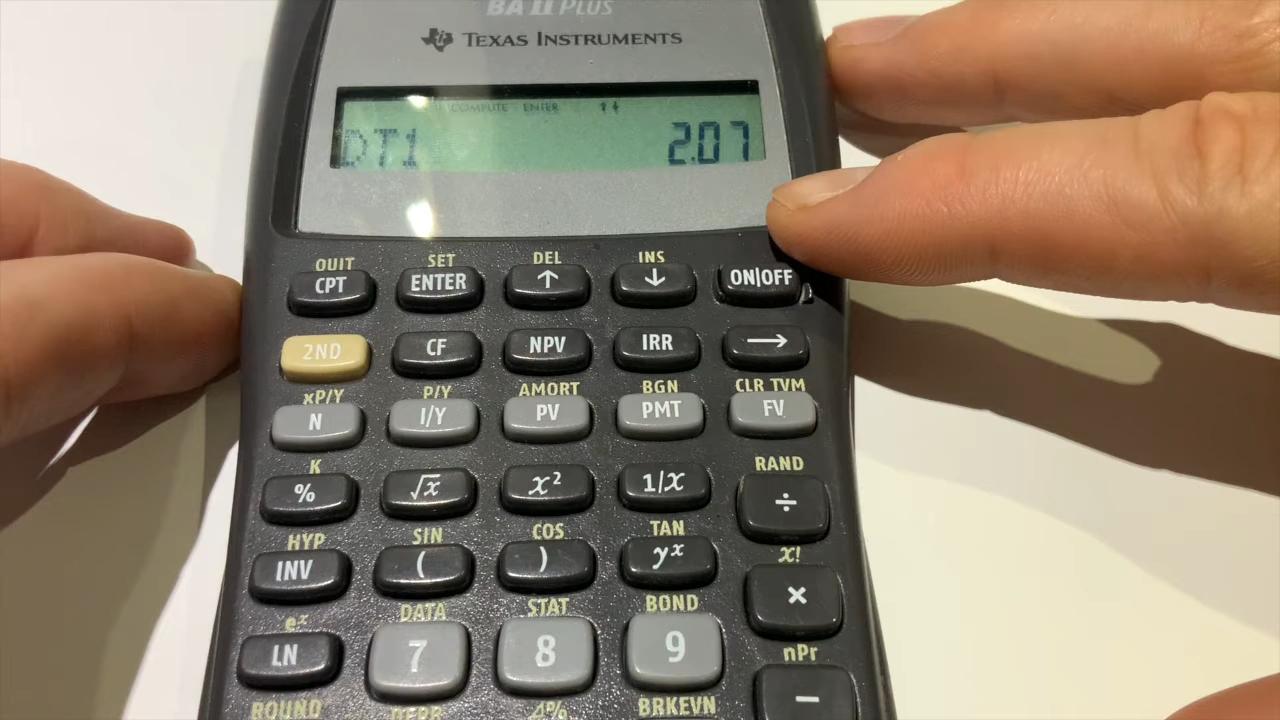 BA II PLUS
TEXAS INSTRUMENTS
COMPUTE ENTER ↑↓
DT1 2.07
QUIT SET DEL INS
CPT ENTER ↑ ↓ ON|OFF
2ND CF NPV IRR →
xP/Y P/Y AMORT BGN CLR TVM
N I/Y PV PMT FV
K RAND
% √x x² 1/x ÷
HYP SIN COS TAN x!
INV ( ) yˣ ×
eˣ DATA STAT BOND nPr
LN 7 8 9 −
ROUND DEPR Δ% BRKEVN